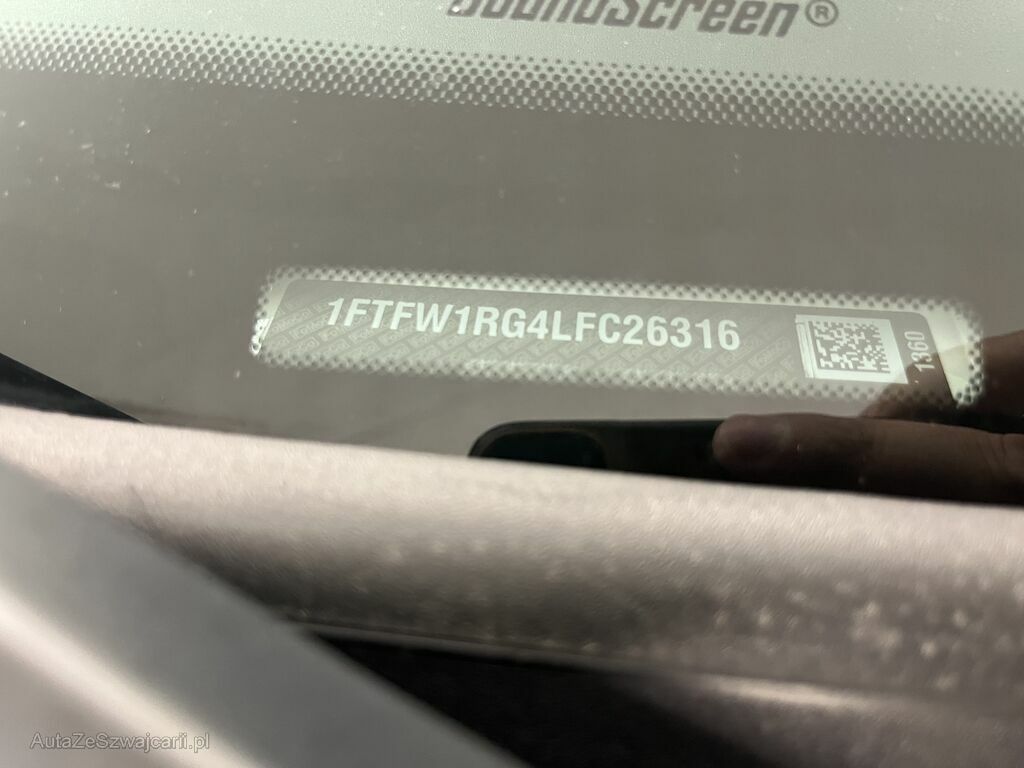 SoundScreen®
1FTFW1RG4LFC26316
1360
AutaZeSzwajcarii.pl